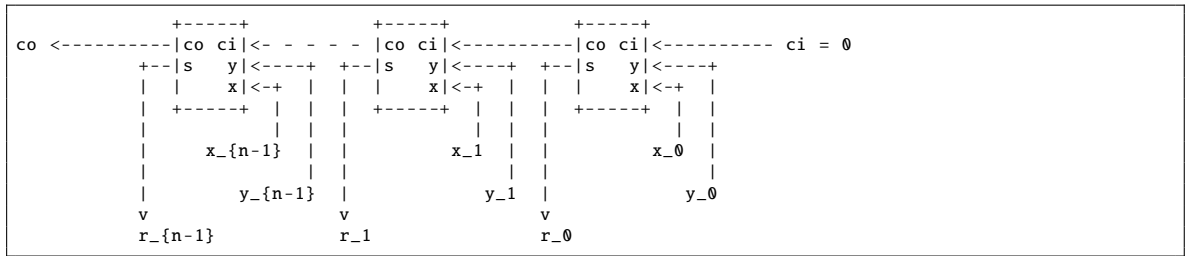 +-----+           +-----+           +-----+
co <----------|co ci|<- - - - - |co ci|<----------|co ci|<---------- ci = 0
           +--|s   y|<----+  +--|s   y|<----+  +--|s   y|<----+
           |  |    x|<-+  |  |  |    x|<-+  |  |  |    x|<-+  |
           |  +-----+  |  |  |  +-----+  |  |  |  +-----+  |  |
           |           |  |  |           |  |  |           |  |
           |     x_{n-1}  |  |         x_1  |  |         x_0  |
           |              |  |              |  |              |
           |        y_{n-1}  |            y_1  |            y_0
           v                 v                 v
           r_{n-1}           r_1               r_0